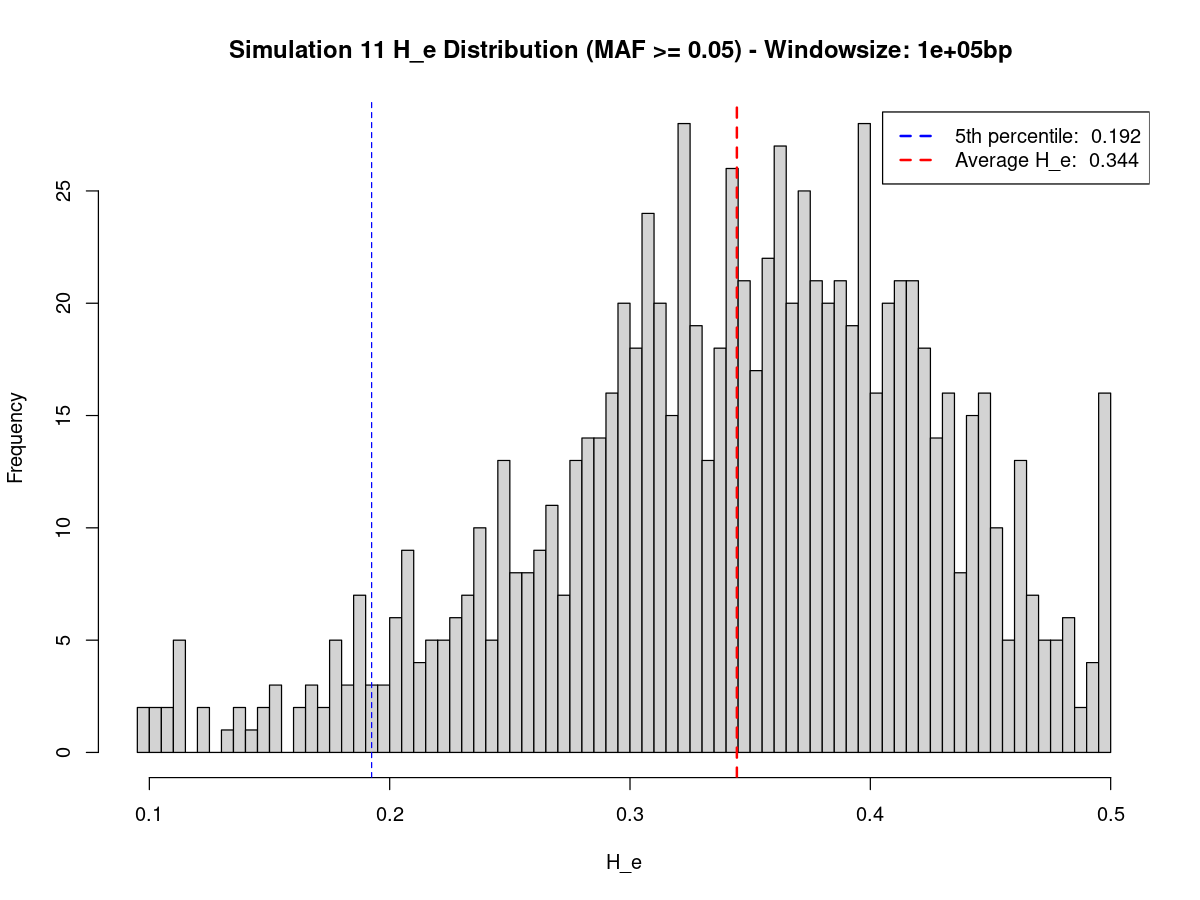 Simulation 11 H_e Distribution (MAF >= 0.05) - Windowsize: 1e+05bp
5th percentile: 0.192
Average H_e: 0.344
Frequency
25
20
15
10
5
0
0.1 0.2 0.3 0.4 0.5
H_e